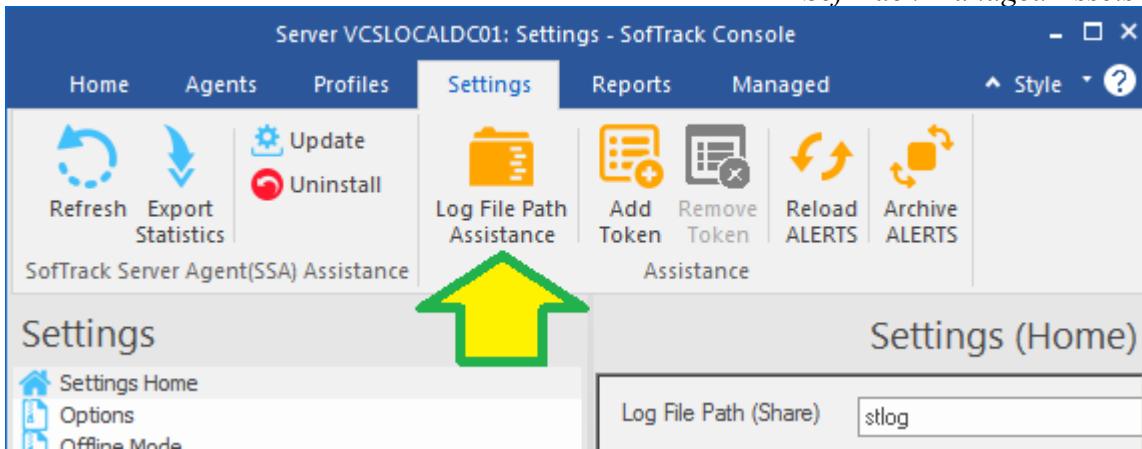 Server VCSLOCALDC01: Settings - SofTrack Console
Home Agents Profiles Settings Reports Managed Style ?
Update
Uninstall
Refresh Export Statistics
Log File Path Assistance
Add Token
Remove Token
Reload ALERTS
Archive ALERTS
SofTrack Server Agent(SSA) Assistance
Assistance
Settings
Settings (Home)
Settings Home
Options
Offline Mode
Log File Path (Share) stlog